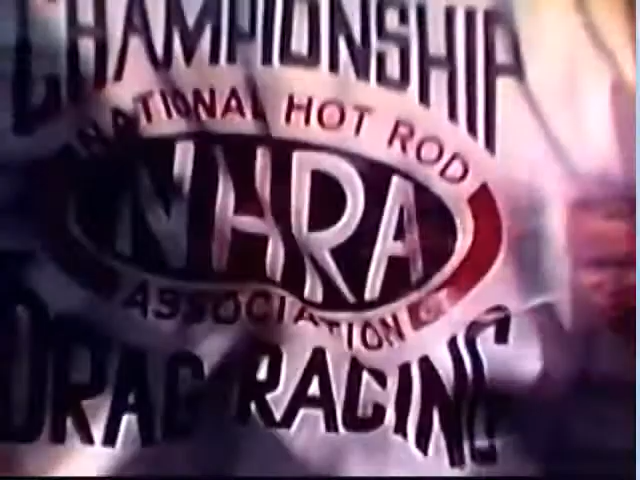 CHAMPIONSHIP
NATIONAL HOT ROD
NHRA
ASSOCIATION
DRAG RACING